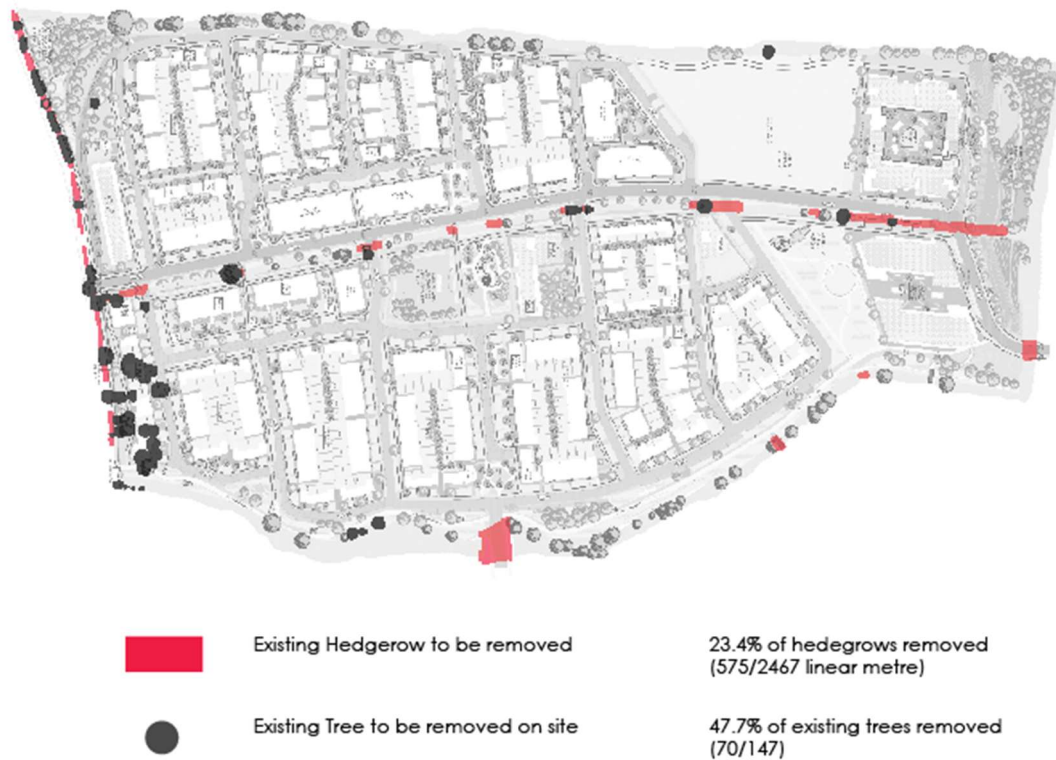 Existing Hedgerow to be removed
23.4% of hedegrows removed
(575/2467 linear metre)
Existing Tree to be removed on site
47.7% of existing trees removed
(70/147)